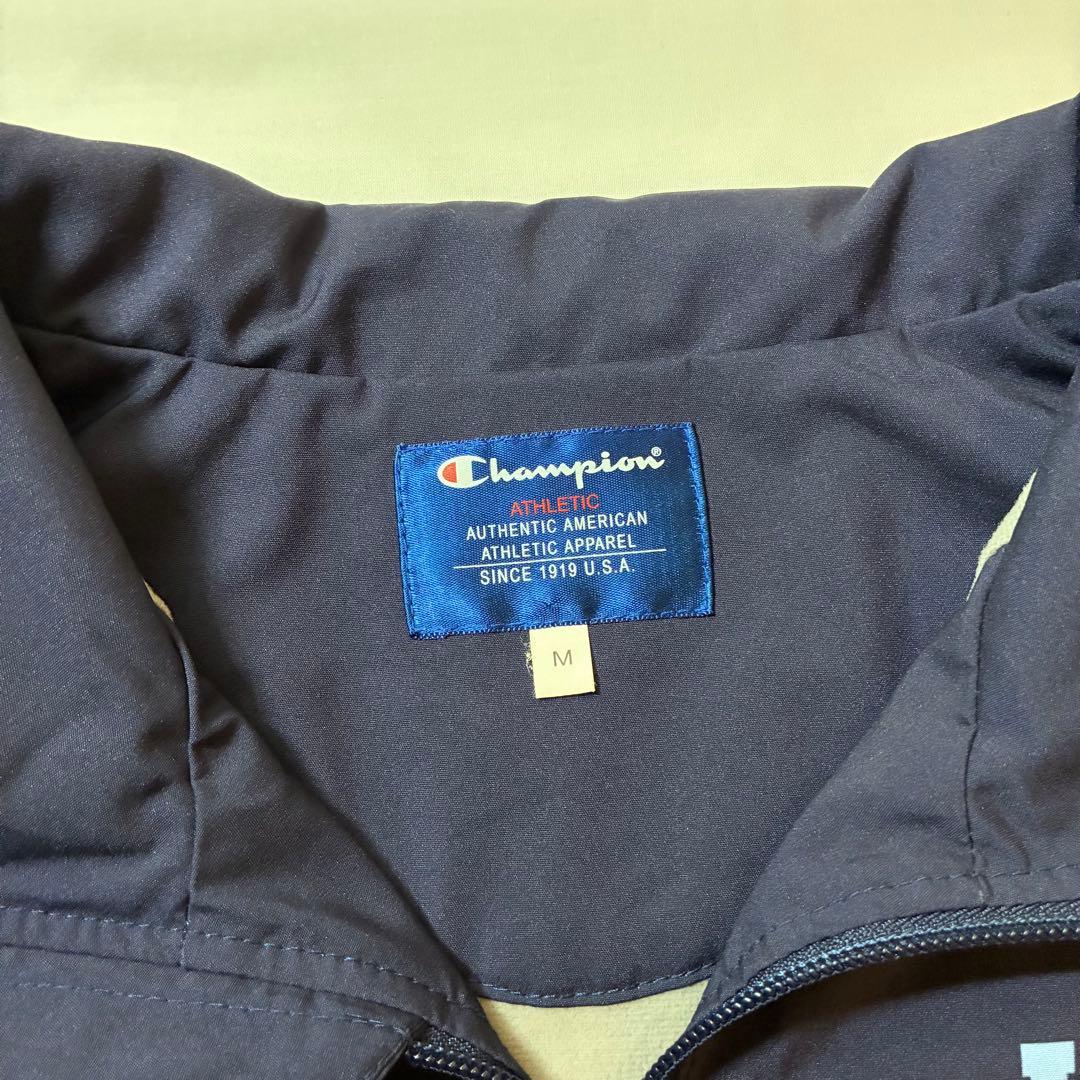 Champion®
ATHLETIC
AUTHENTIC AMERICAN
ATHLETIC APPAREL
SINCE 1919 U.S.A.
M